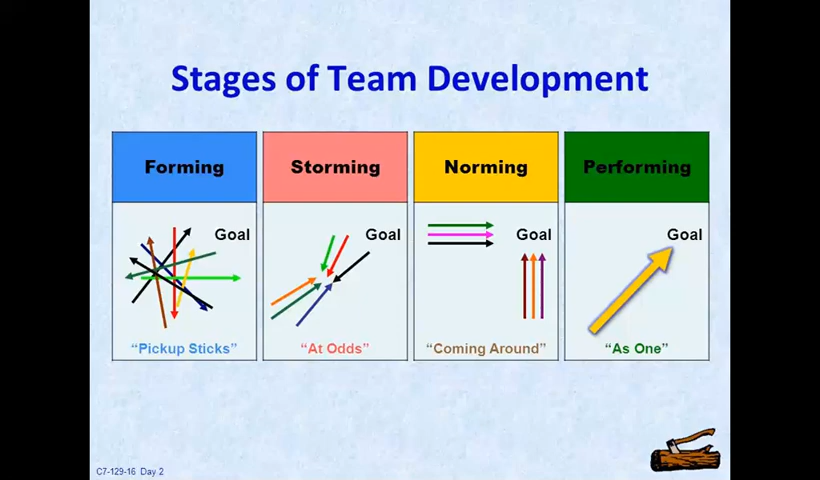 Stages of Team Development
Forming
Storming
Norming
Performing
Goal
Goal
Goal
Goal
“Pickup Sticks”
“At Odds”
“Coming Around”
“As One”
C7-129-16 Day 2